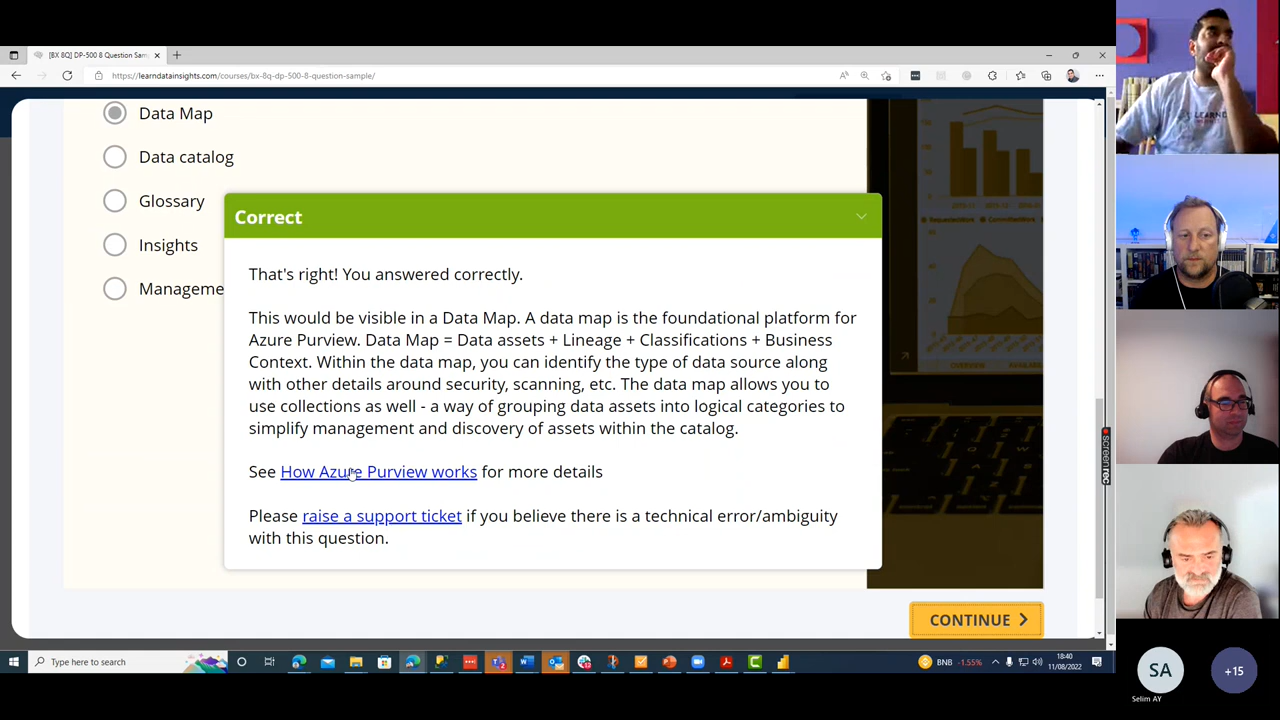 [BX 8Q] DP-500 8 Question Sam
https://learndatainsights.com/courses/bx-8q-dp-500-8-question-sample/
Data Map
Data catalog
Glossary
Insights
Manageme
Correct
That's right! You answered correctly.
This would be visible in a Data Map. A data map is the foundational platform for
Azure Purview. Data Map = Data assets + Lineage + Classifications + Business
Context. Within the data map, you can identify the type of data source along
with other details around security, scanning, etc. The data map allows you to
use collections as well - a way of grouping data assets into logical categories to
simplify management and discovery of assets within the catalog.
See How Azure Purview works for more details
Please raise a support ticket if you believe there is a technical error/ambiguity
with this question.
CONTINUE
screenrec
Type here to search
BNB -1.55%
18:40
11/08/2022
SA
Selim AY
+15